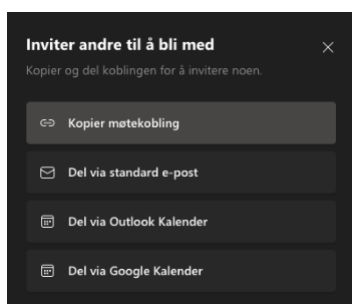 Inviter andre til å bli med
Kopier og del koblingen for å invitere noen.
Kopier møtekobling
Del via standard e-post
Del via Outlook Kalender
Del via Google Kalender